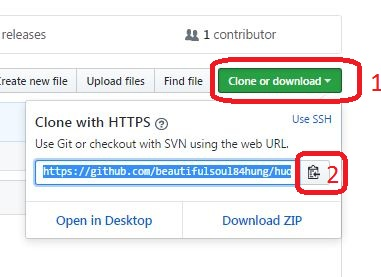 releases
1 contributor
Create new file
Upload files
Find file
Clone or download
1
Clone with HTTPS
Use SSH
Use Git or checkout with SVN using the web URL.
https://github.com/beautifulsoul84hung/huo
2
Open in Desktop
Download ZIP